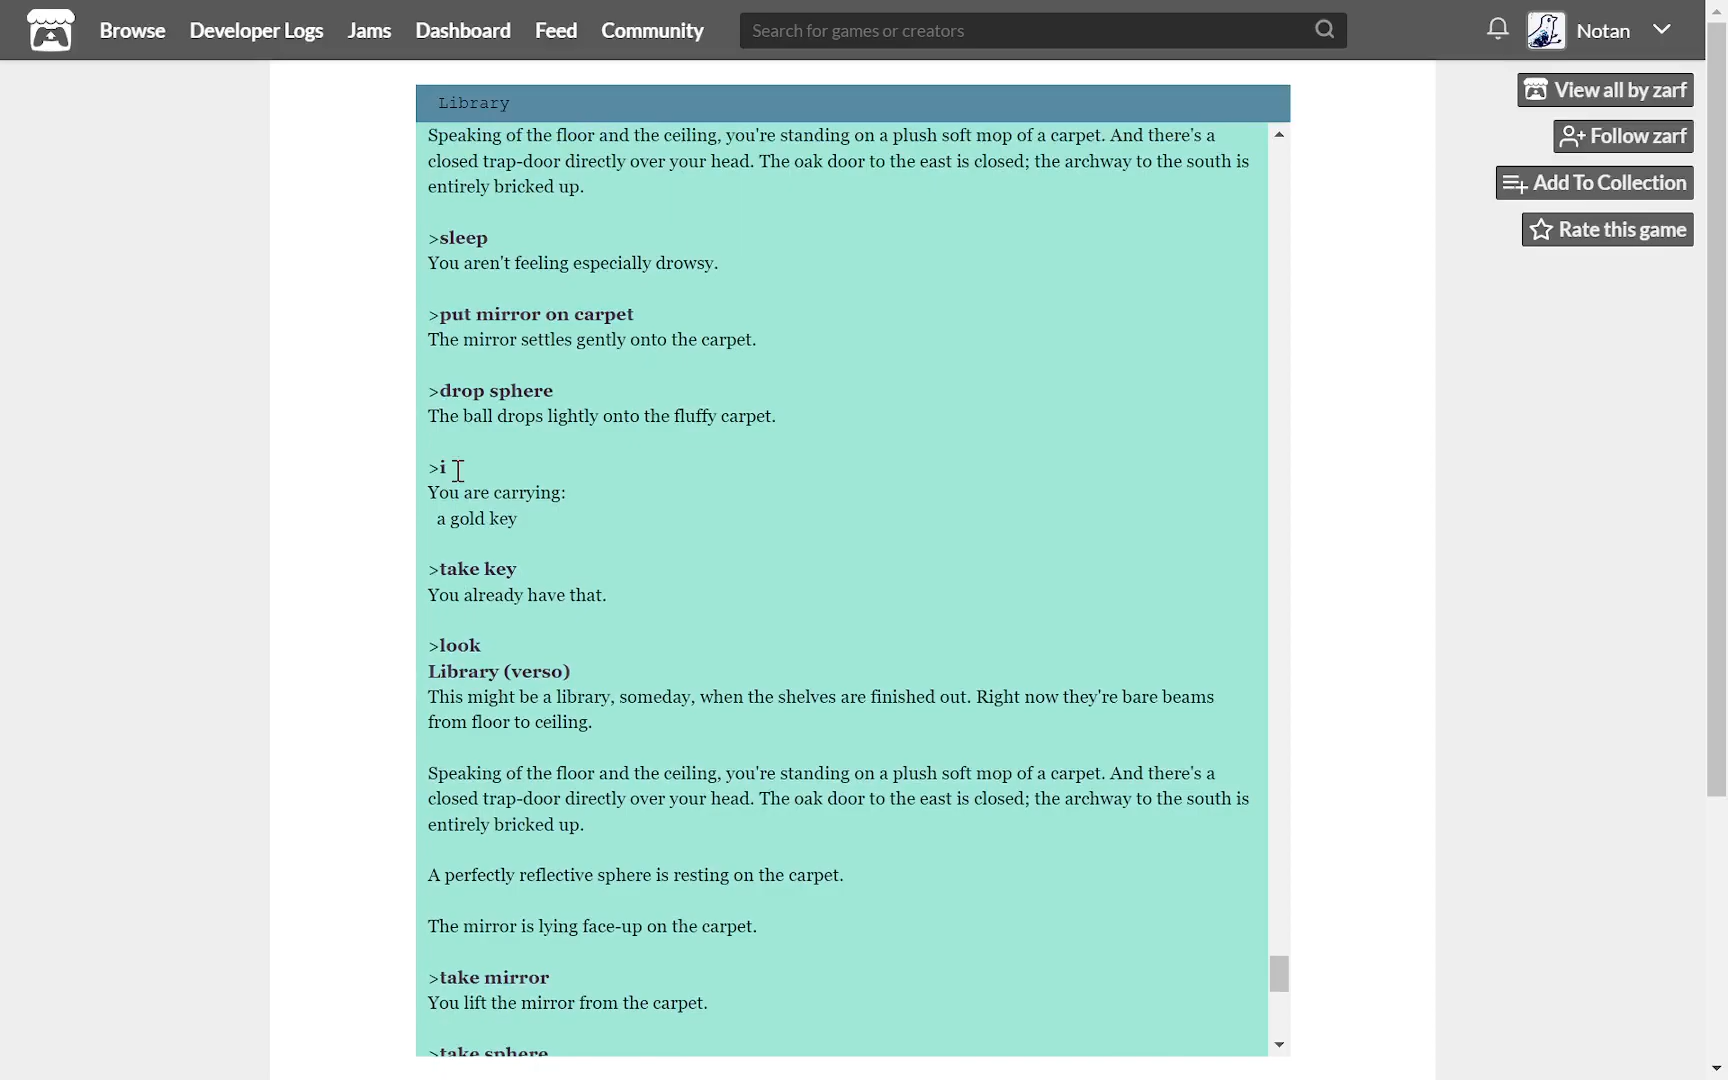 Browse Developer Logs Jams Dashboard Feed Community Search for games or creators Notan
View all by zarf
Follow zarf
Add To Collection
Rate this game
Library
Speaking of the floor and the ceiling, you're standing on a plush soft mop of a carpet. And there's a
closed trap-door directly over your head. The oak door to the east is closed; the archway to the south is
entirely bricked up.
>sleep
You aren't feeling especially drowsy.
>put mirror on carpet
The mirror settles gently onto the carpet.
>drop sphere
The ball drops lightly onto the fluffy carpet.
>i
You are carrying:
a gold key
>take key
You already have that.
>look
Library (verso)
This might be a library, someday, when the shelves are finished out. Right now they're bare beams
from floor to ceiling.
Speaking of the floor and the ceiling, you're standing on a plush soft mop of a carpet. And there's a
closed trap-door directly over your head. The oak door to the east is closed; the archway to the south is
entirely bricked up.
A perfectly reflective sphere is resting on the carpet.
The mirror is lying face-up on the carpet.
>take mirror
You lift the mirror from the carpet.
>take sphere